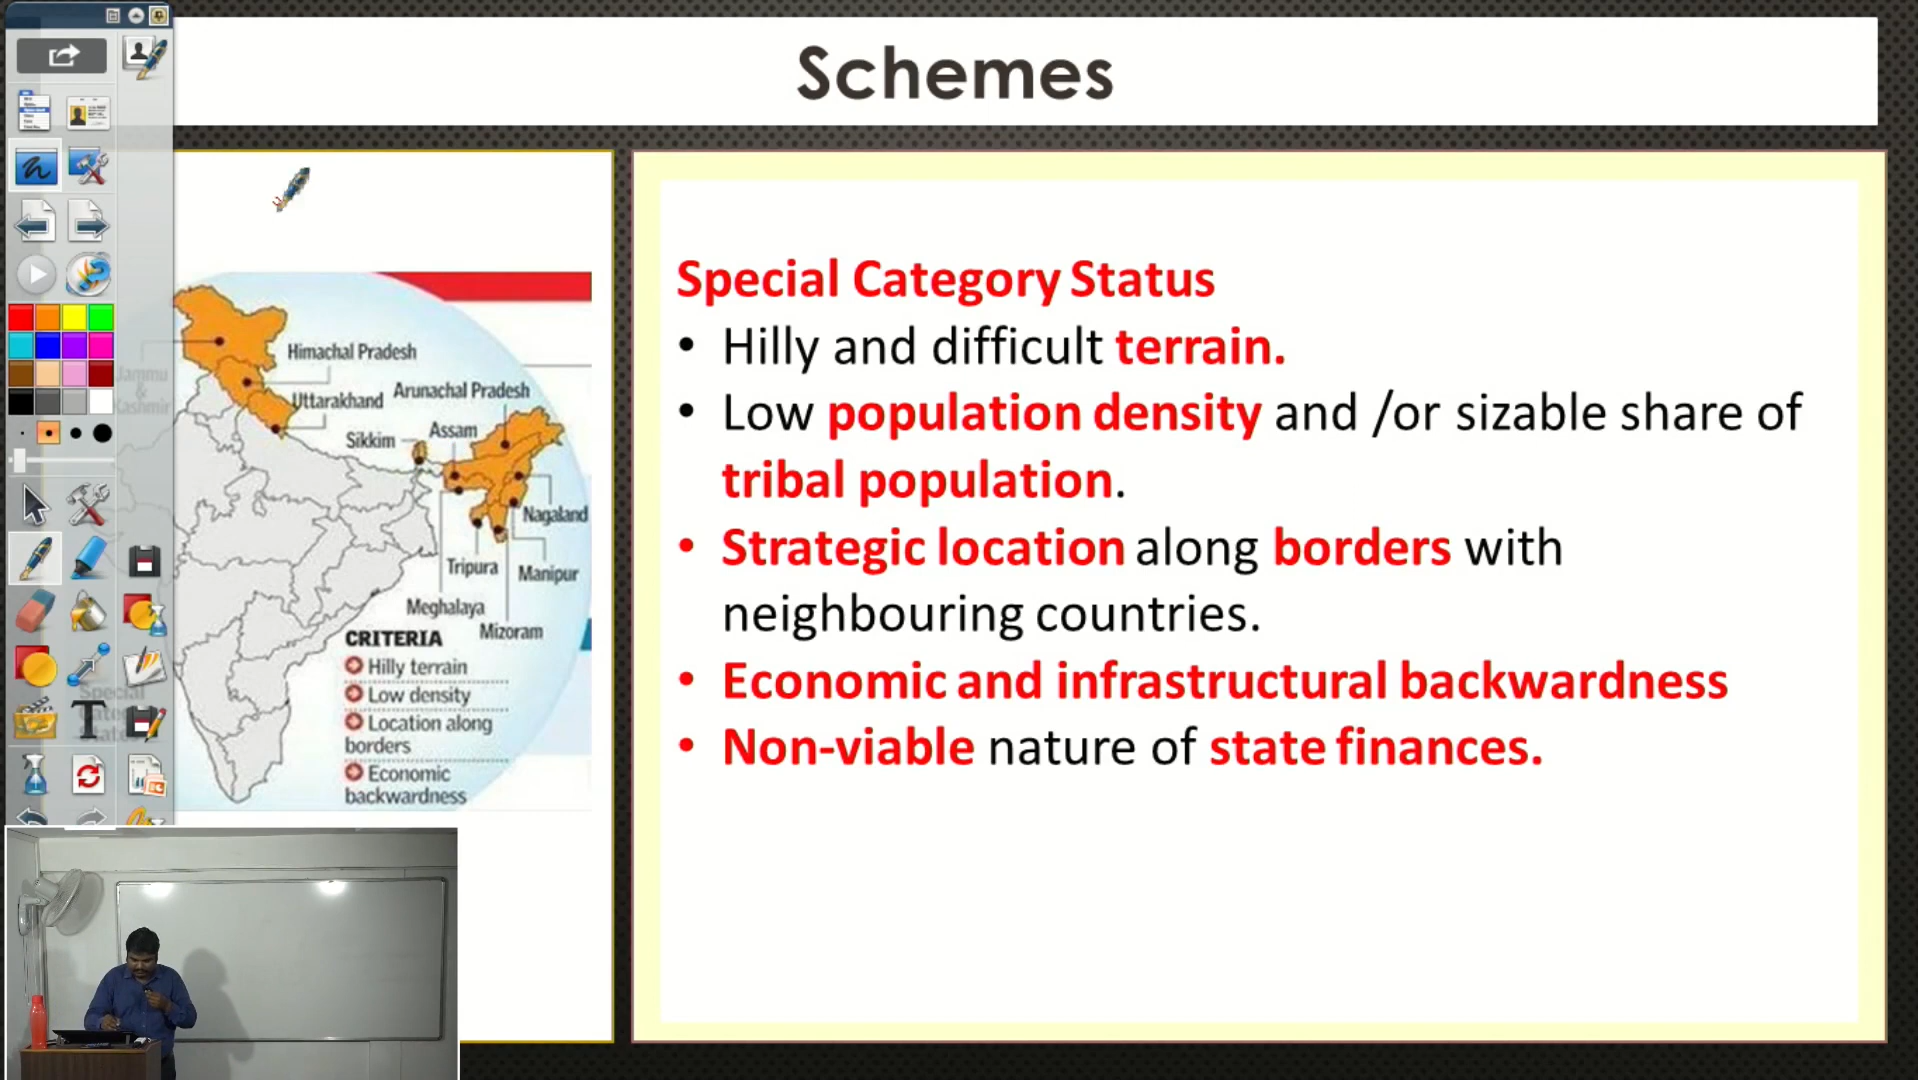 Schemes
Special Category Status
• Hilly and difficult terrain.
• Low population density and /or sizable share of
tribal population.
• Strategic location along borders with
neighbouring countries.
• Economic and infrastructural backwardness
• Non-viable nature of state finances.
Jammu
&
Kashmir
Himachal Pradesh
Uttarakhand
Arunachal Pradesh
Sikkim
Assam
Nagaland
Tripura
Manipur
Meghalaya
Mizoram
CRITERIA
Hilly terrain
Low density
Location along
borders
Economic
backwardness
Special
T